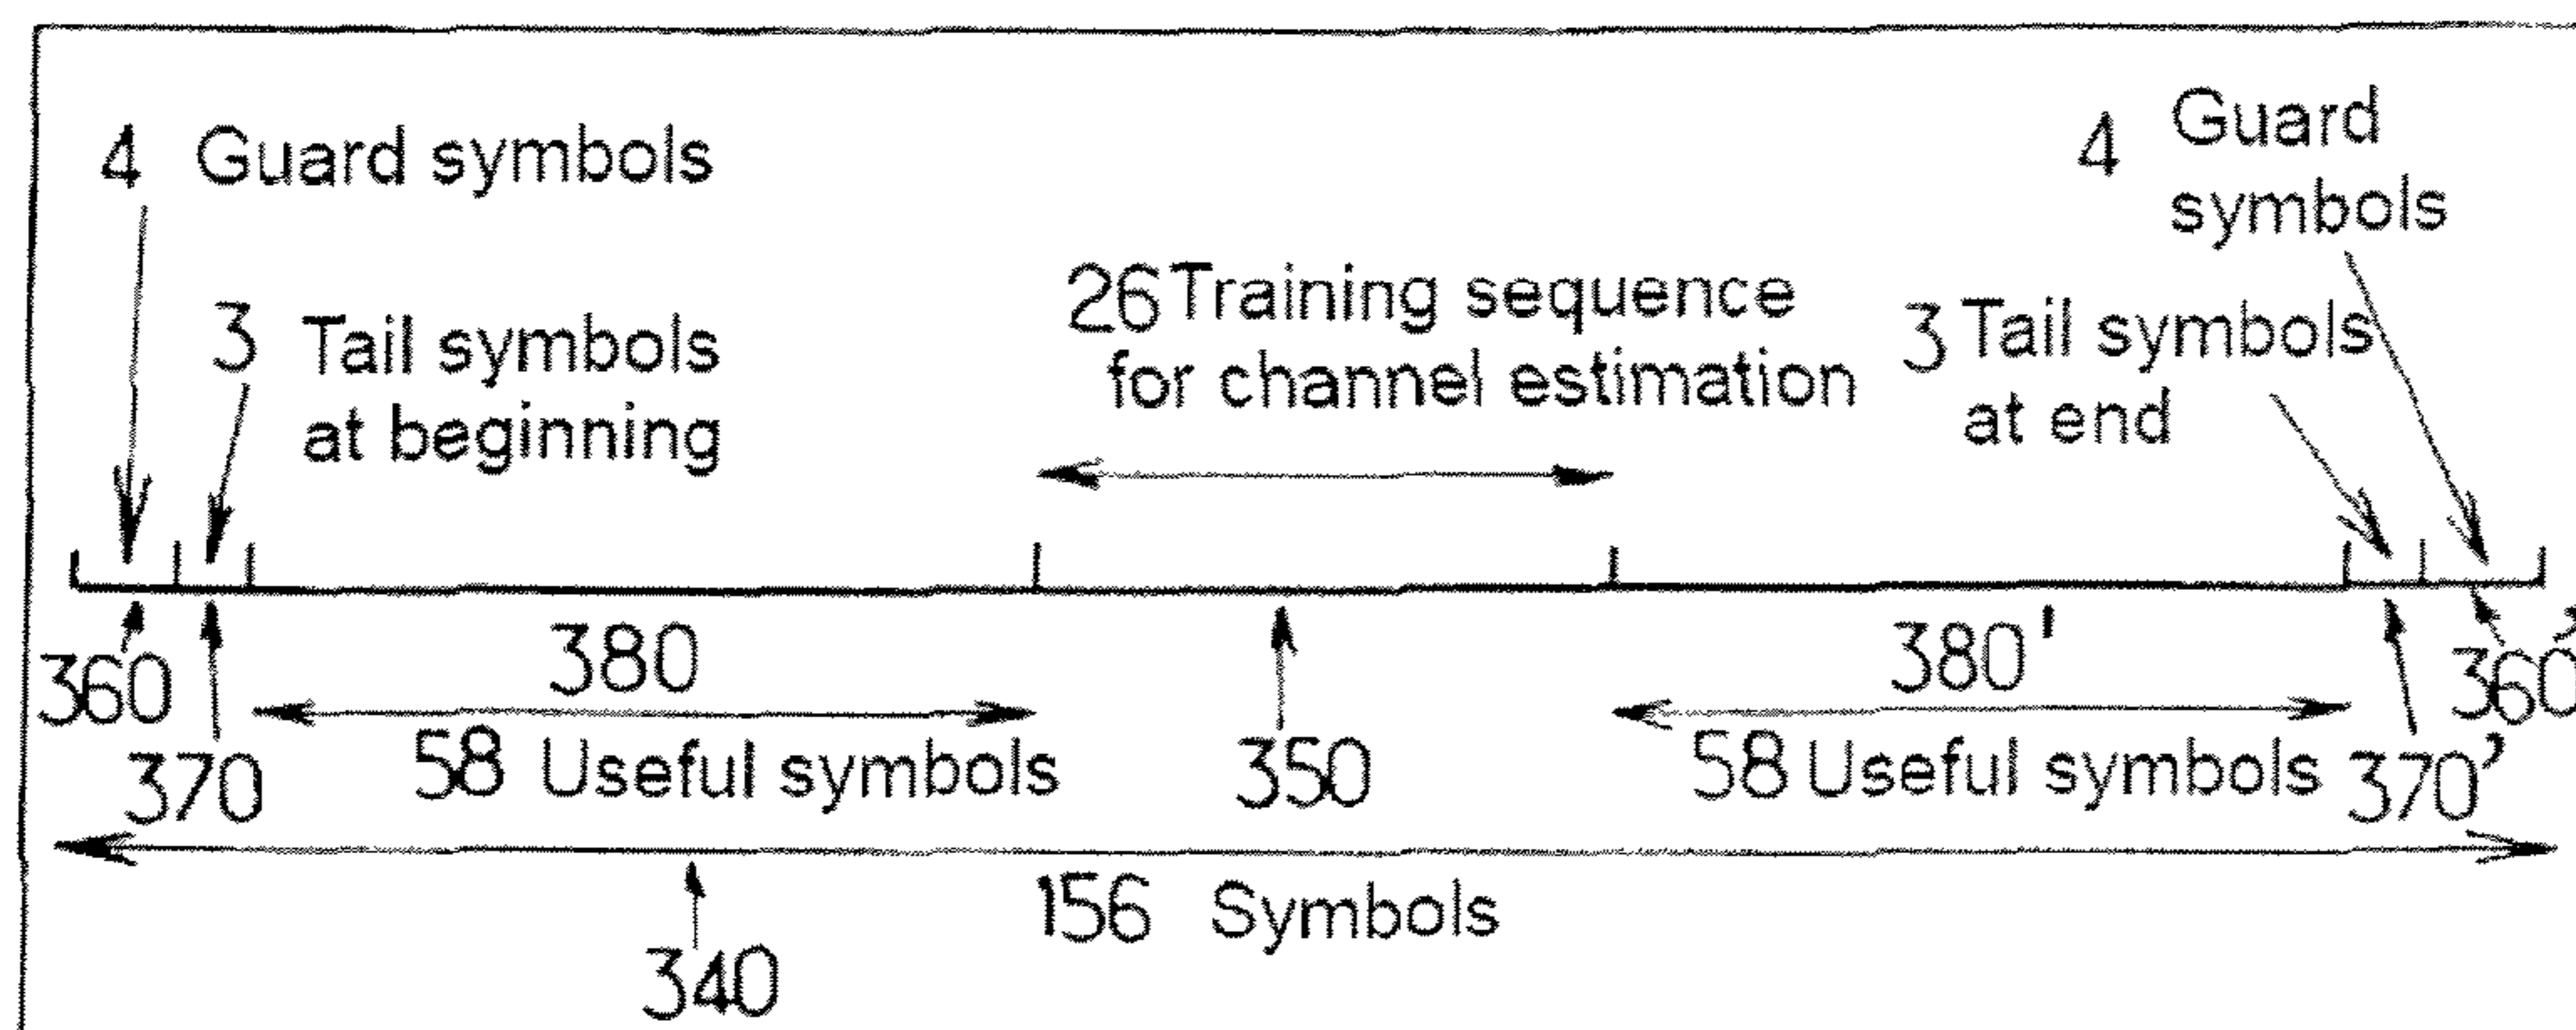 4 Guard symbols
4 Guard
symbols
3 Tail symbols
at beginning
26 Training sequence
for channel estimation
3 Tail symbols
at end
360
370
380
58 Useful symbols
350
380'
58 Useful symbols
370'
360'
156 Symbols
340